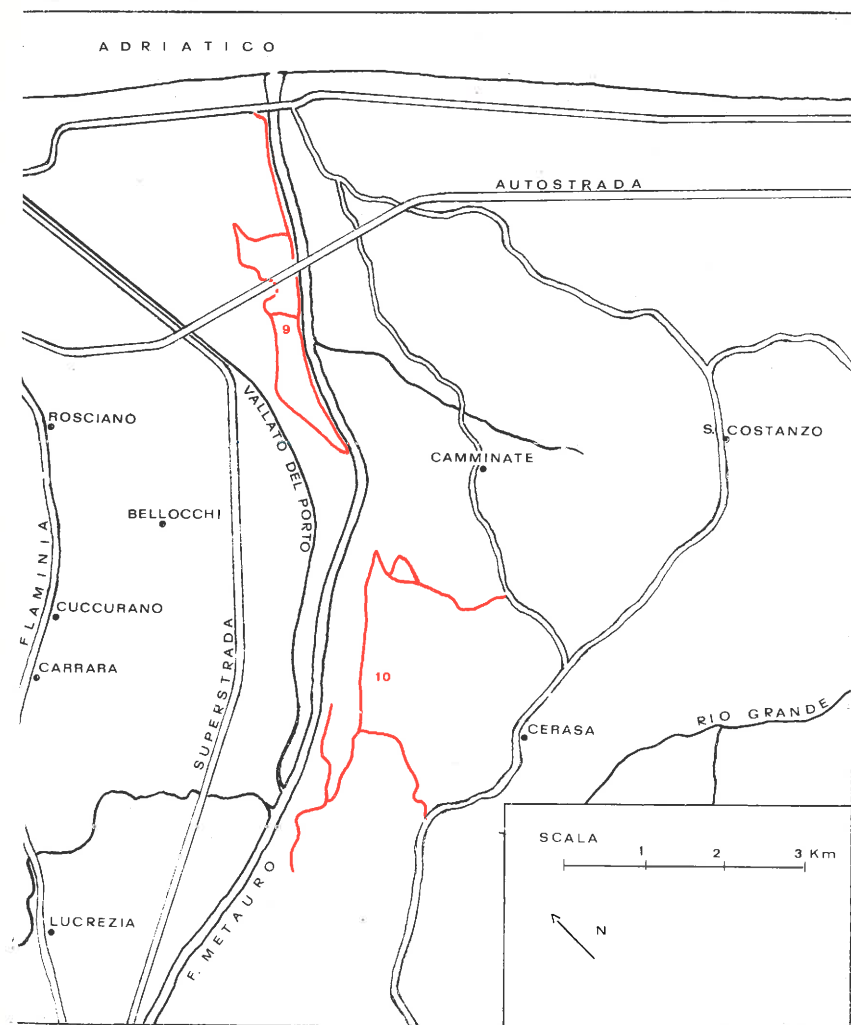 ADRIATICO
AUTOSTRADA
9
ROSCIANO
VALLATO DEL PORTO
S. COSTANZO
CAMMINATE
BELLOCCHI
FLAMINIA
CUCCURANO
SUPERSTRADA
CARRARA
10
RIO GRANDE
CERASA
SCALA
1 2 3 Km
F. METAURO
LUCREZIA
N